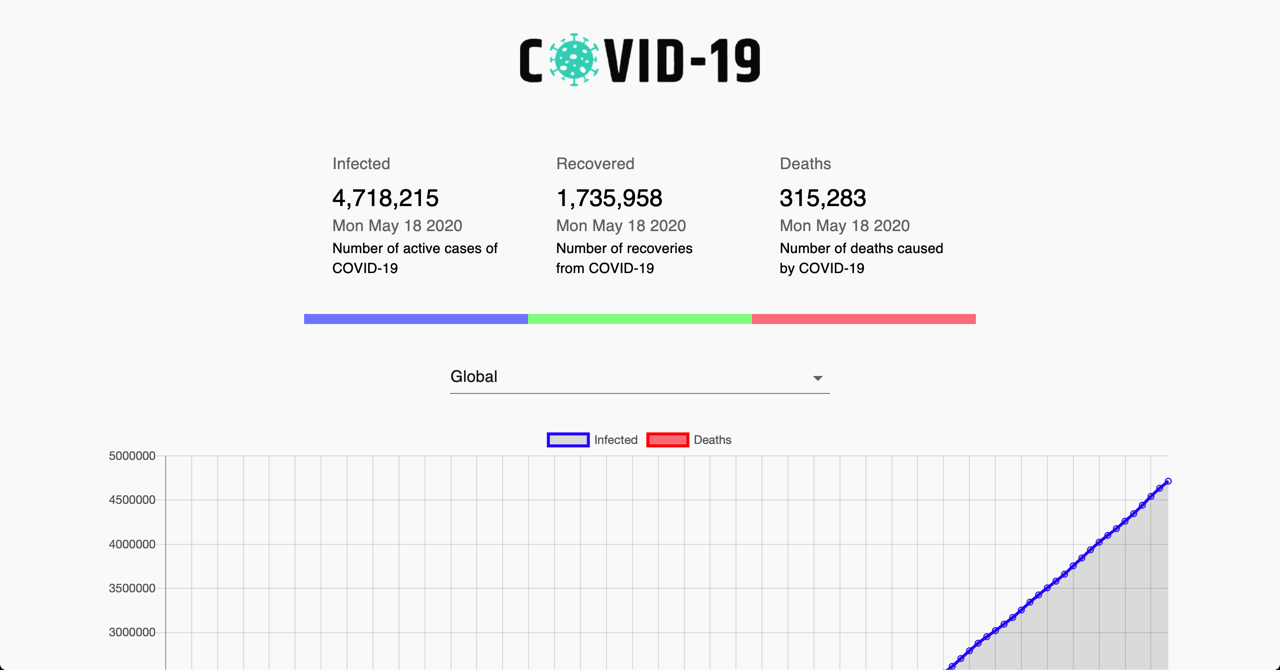 COVID-19
Infected
Recovered
Deaths
4,718,215
1,735,958
315,283
Mon May 18 2020
Mon May 18 2020
Mon May 18 2020
Number of active cases of
COVID-19
Number of recoveries
from COVID-19
Number of deaths caused
by COVID-19
Global
Infected
Deaths
5000000
4500000
4000000
3500000
3000000